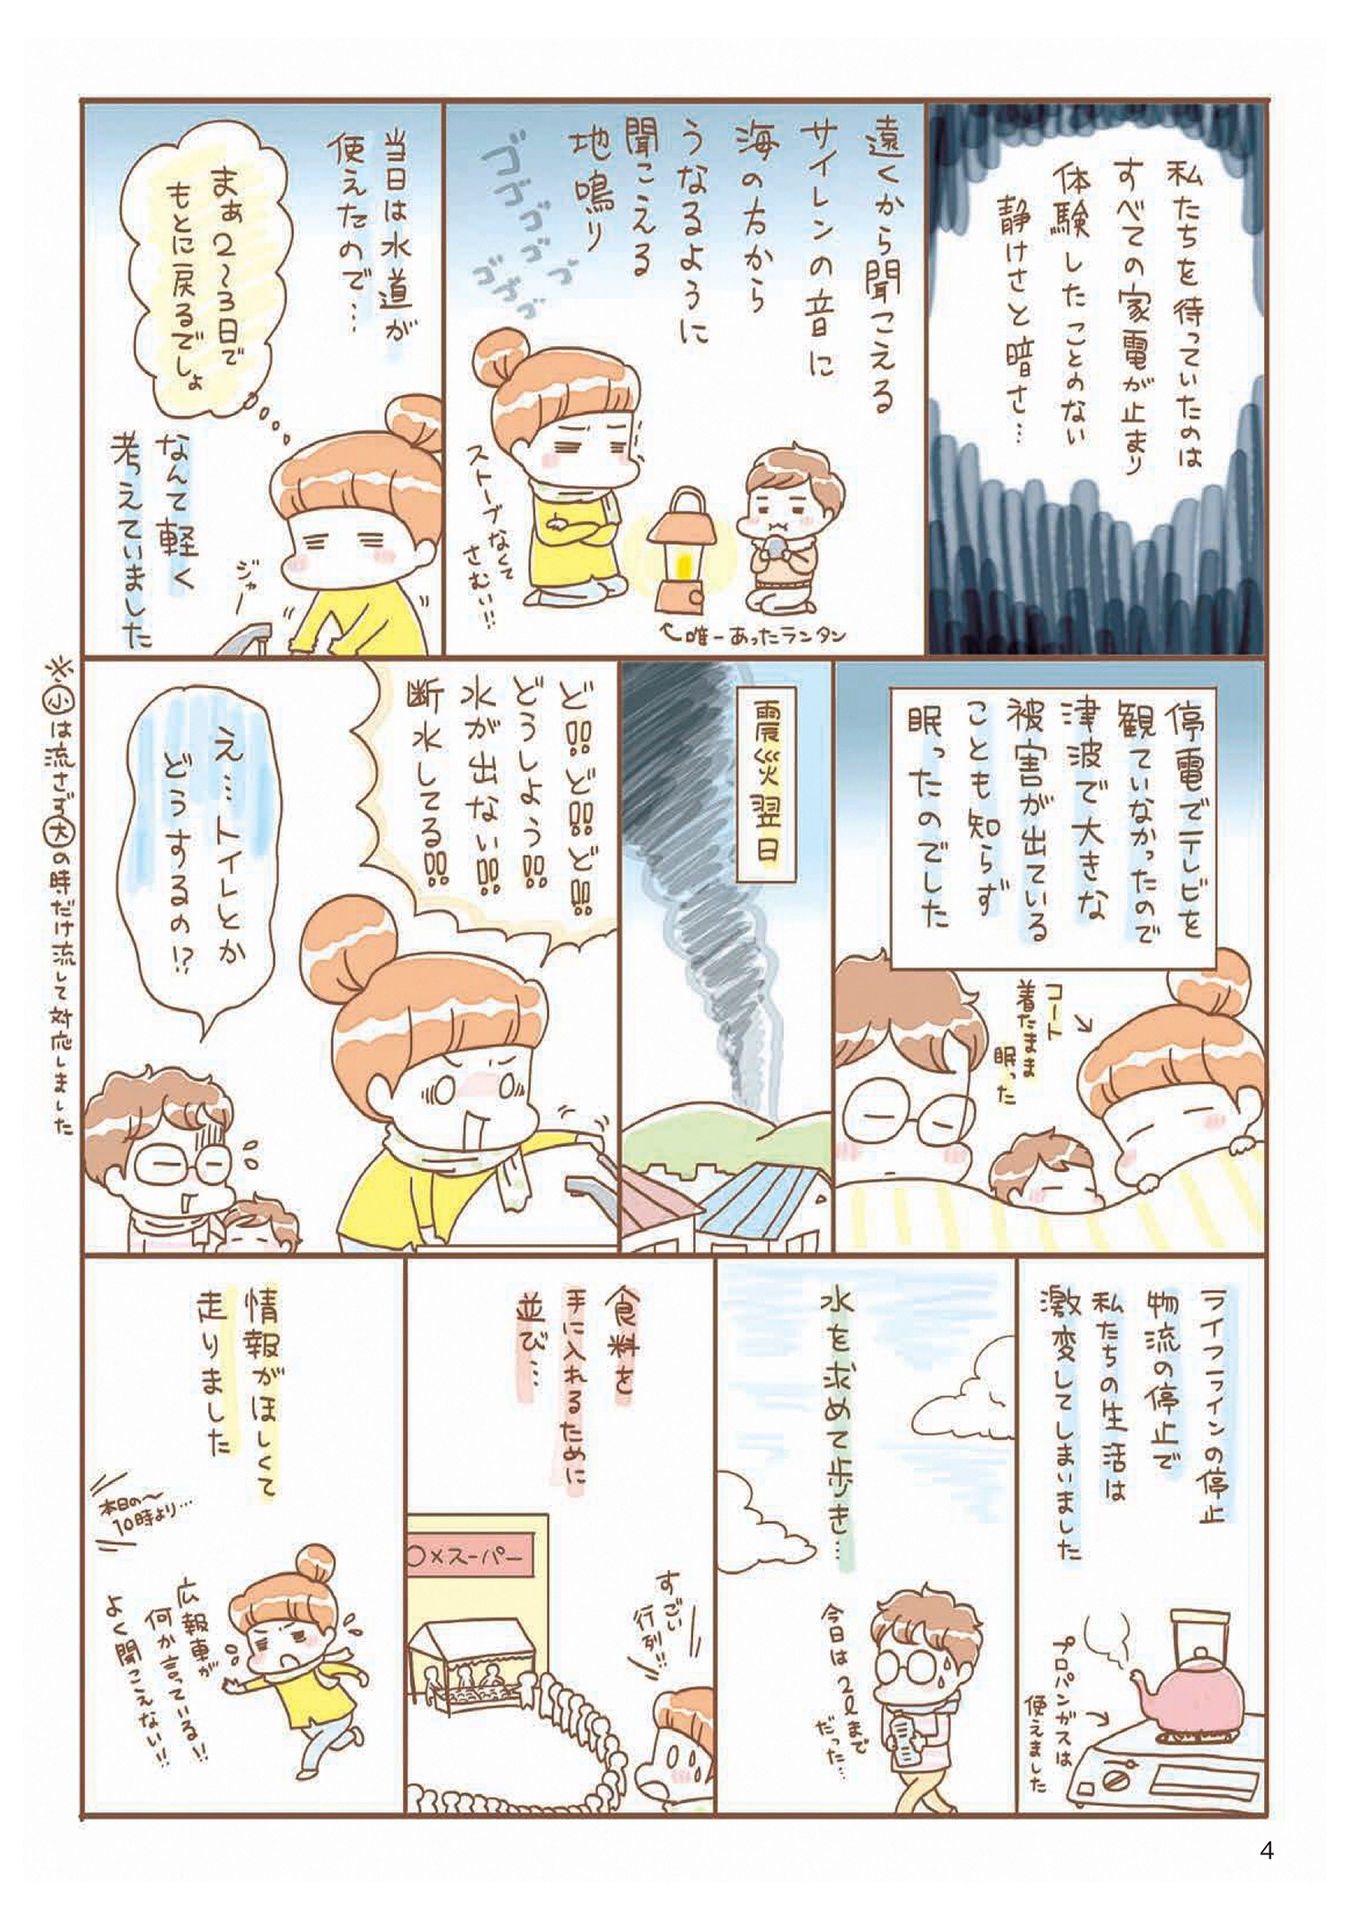 私たちを待っていたのは
すべての家電が止まり
体験したことのない
静けさと暗さ…
遠くから聞こえる
サイレンの音に
海の方から
うなるように
聞こえる
地鳴り
ゴゴゴゴゴ
ゴゴゴ
ストーブなくて
さむい!!
唯一あったランタン
当日は水道が
使えたので…
まぁ2〜3日で
もとに戻るでしょ
なんて軽く
考えていました
ジャー
停電でテレビを
観ていなかったので
津波で大きな
被害が出ている
ことも知らず
眠ったのでした
コート
着たまま
眠った
震災翌日
ど!!ど!!ど!!
どうしよう!!
水が出ない!!
断水してる!!
え…トイレとか
どうするの!?
※小は流さず大の時だけ流して対応しました
ライフラインの停止
物流の停止で
私たちの生活は
激変してしまいました
プロパンガスは
使えました
水を求めて歩き…
今日は2ℓまで
だった…
食料を
手に入れるために
並び…
〇×スーパー
すごい
行列!!
情報がほしくて
走りました
本日の〜
10時より…
広報車が
何か言っている!!
よく聞こえない!!
4